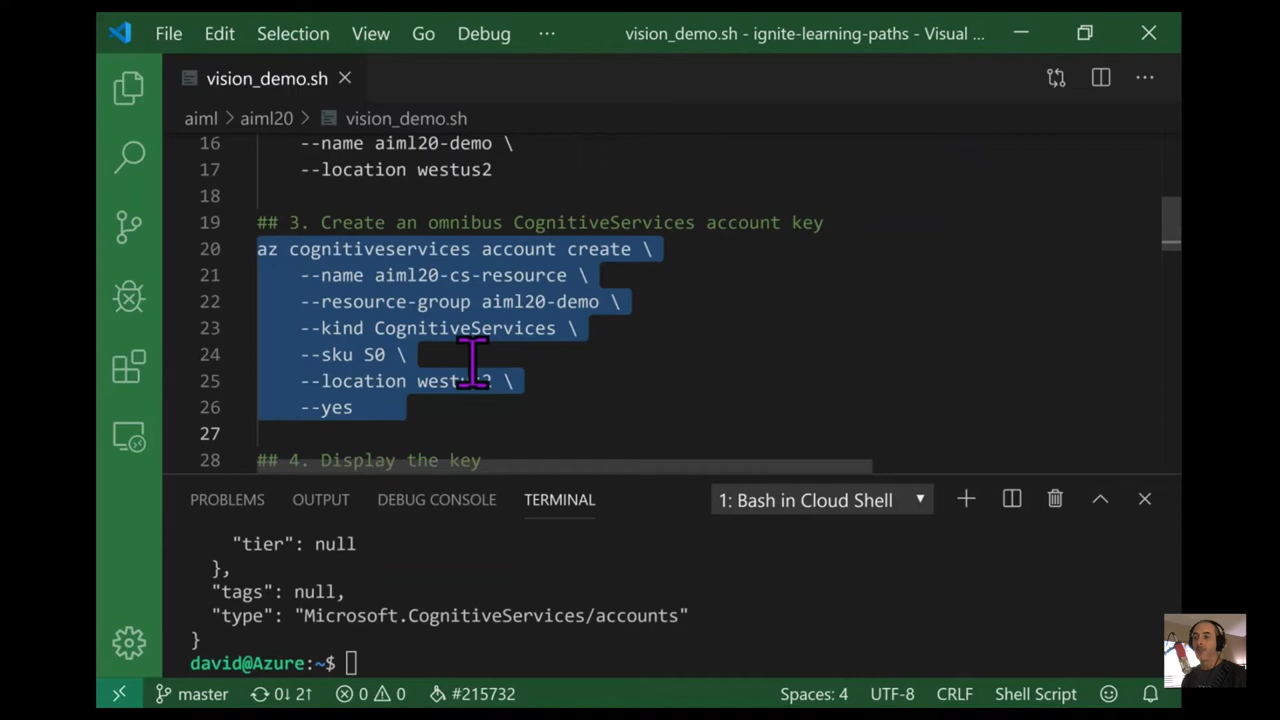 File Edit Selection View Go Debug ··· vision_demo.sh - ignite-learning-paths - Visual ...
vision_demo.sh
aiml > aiml20 > vision_demo.sh
16 --name aiml20-demo \
17 --location westus2
18
19 ## 3. Create an omnibus CognitiveServices account key
20 az cognitiveservices account create \
21 --name aiml20-cs-resource \
22 --resource-group aiml20-demo \
23 --kind CognitiveServices \
24 --sku S0 \
25 --location westus2 \
26 --yes
27
28 ## 4. Display the key
PROBLEMS OUTPUT DEBUG CONSOLE TERMINAL 1: Bash in Cloud Shell
"tier": null
},
"tags": null,
"type": "Microsoft.CognitiveServices/accounts"
}
david@Azure:~$
master 0↓ 2↑ 0 0 #215732 Spaces: 4 UTF-8 CRLF Shell Script